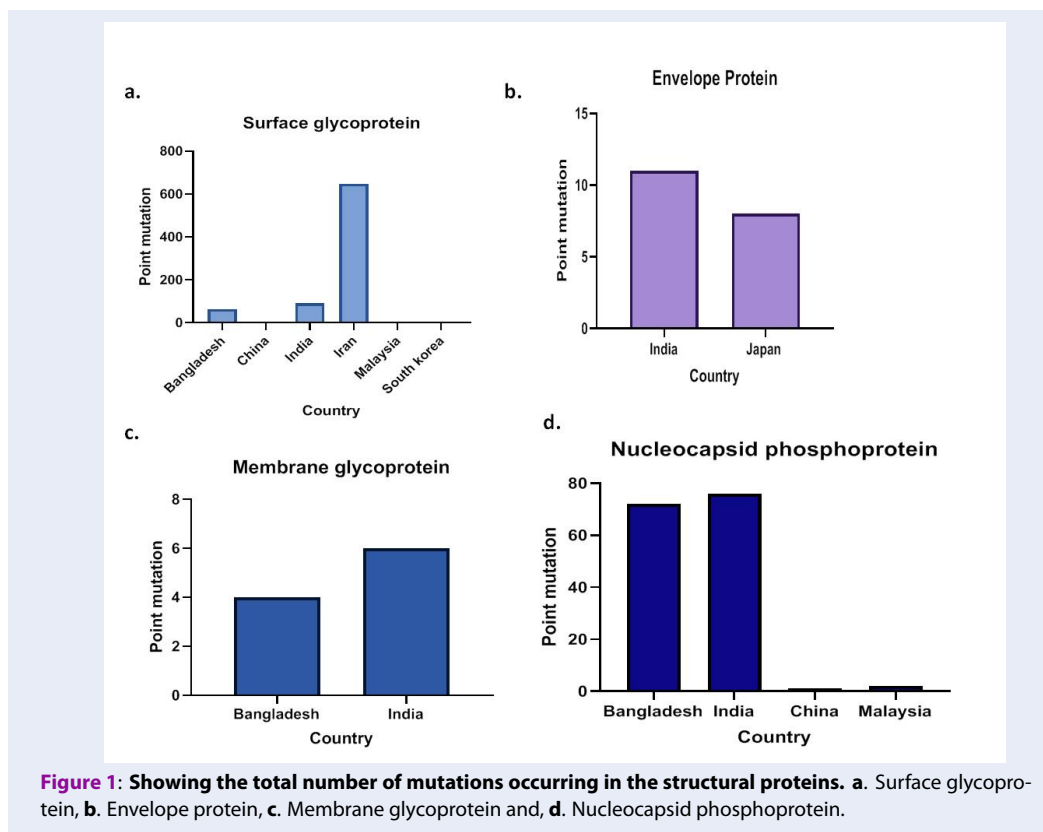 a.
Surface glycoprotein
800
600
400
200
0
Point mutation
Bangladesh
China
India
Iran
Malaysia
South korea
Country
b.
Envelope Protein
15
10
5
0
Point mutation
India Japan
Country
c.
Membrane glycoprotein
8
6
4
2
0
Point mutation
Bangladesh India
Country
d.
Nucleocapsid phosphoprotein
80
60
40
20
0
Point mutation
Bangladesh India China Malaysia
Country
Figure 1: Showing the total number of mutations occurring in the structural proteins. a. Surface glycopro-
tein, b. Envelope protein, c. Membrane glycoprotein and, d. Nucleocapsid phosphoprotein.